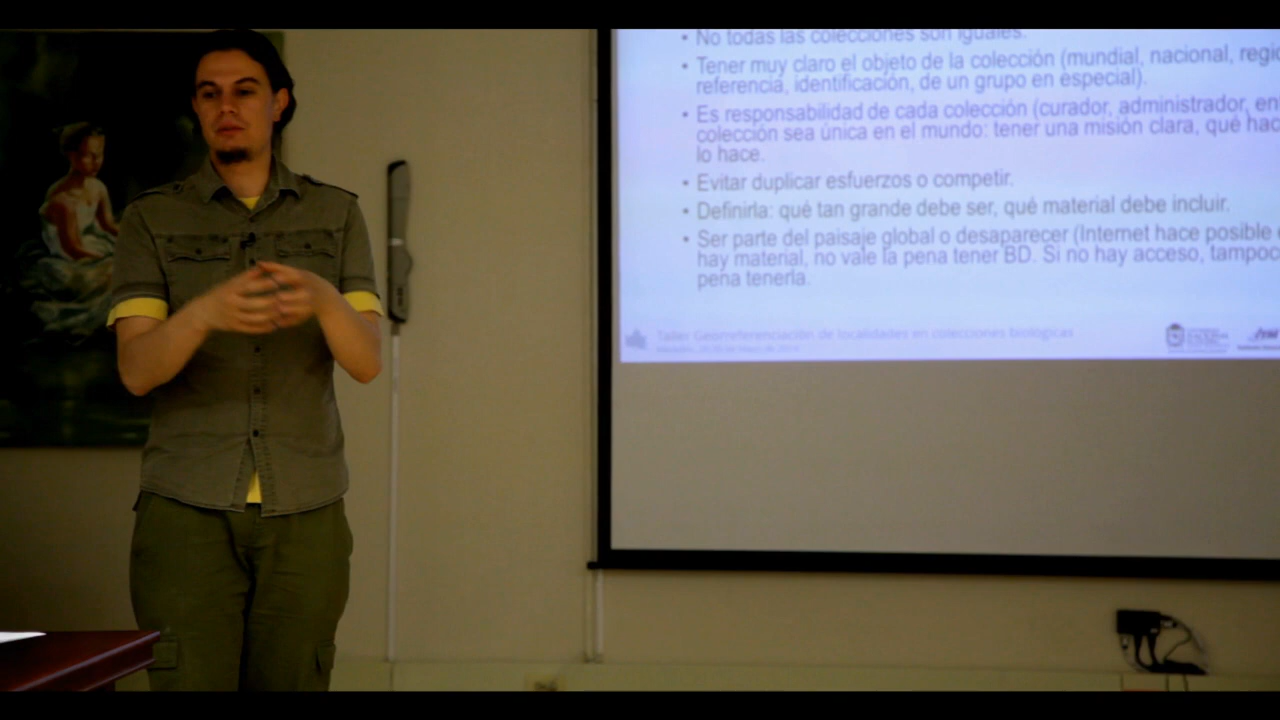 • No todas las colecciones son iguales.
• Tener muy claro el objeto de la colección (mundial, nacional, regio
referencia, identificación, de un grupo en especial).
• Es responsabilidad de cada colección (curador, administrador, en
colección sea única en el mundo: tener una misión clara, qué hac
lo hace.
• Evitar duplicar esfuerzos o competir.
• Definirla: qué tan grande debe ser, qué material debe incluir.
• Ser parte del paisaje global o desaparecer (Internet hace posible
hay material, no vale la pena tener BD. Si no hay acceso, tampoc
pena tenerla.
Taller Georreferenciación de localidades en colecciones biológicas